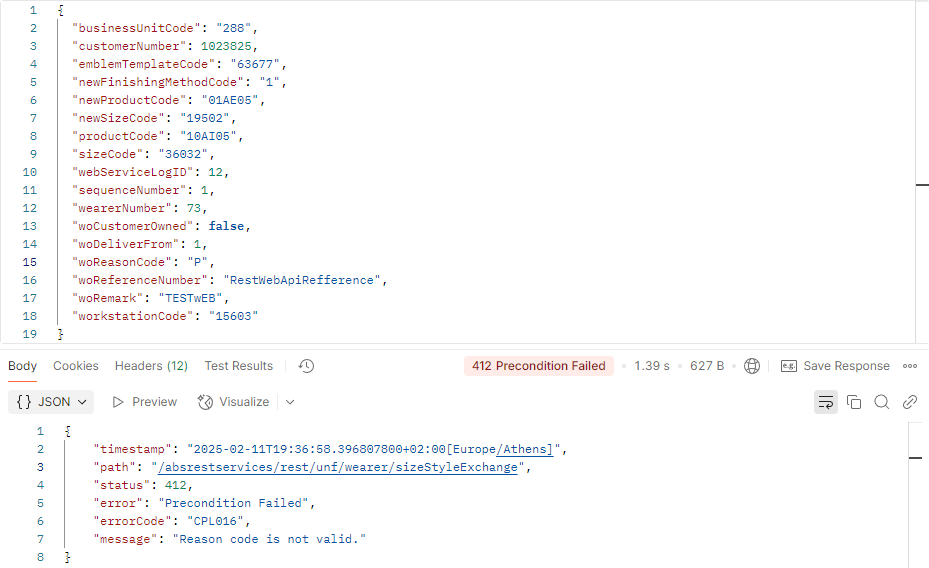 1 {
2 "businessUnitCode": "288",
3 "customerNumber": 1023825,
4 "emblemTemplateCode": "63677",
5 "newFinishingMethodCode": "1",
6 "newProductCode": "01AE05",
7 "newSizeCode": "19502",
8 "productCode": "10AI05",
9 "sizeCode": "36032",
10 "webServiceLogID": 12,
11 "sequenceNumber": 1,
12 "wearerNumber": 73,
13 "woCustomerOwned": false,
14 "woDeliverFrom": 1,
15 "woReasonCode": "P",
16 "woReferenceNumber": "RestWebApiRefference",
17 "woRemark": "TESTwEB",
18 "workstationCode": "15603"
19 }
Body Cookies Headers (12) Test Results 412 Precondition Failed 1.39 s 627 B e.g. Save Response
{} JSON Preview Visualize
1 {
2 "timestamp": "2025-02-11T19:36:58.396807800+02:00[Europe/Athens]",
3 "path": "/absrestservices/rest/unf/wearer/sizeStyleExchange",
4 "status": 412,
5 "error": "Precondition Failed",
6 "errorCode": "CPL016",
7 "message": "Reason code is not valid."
8 }